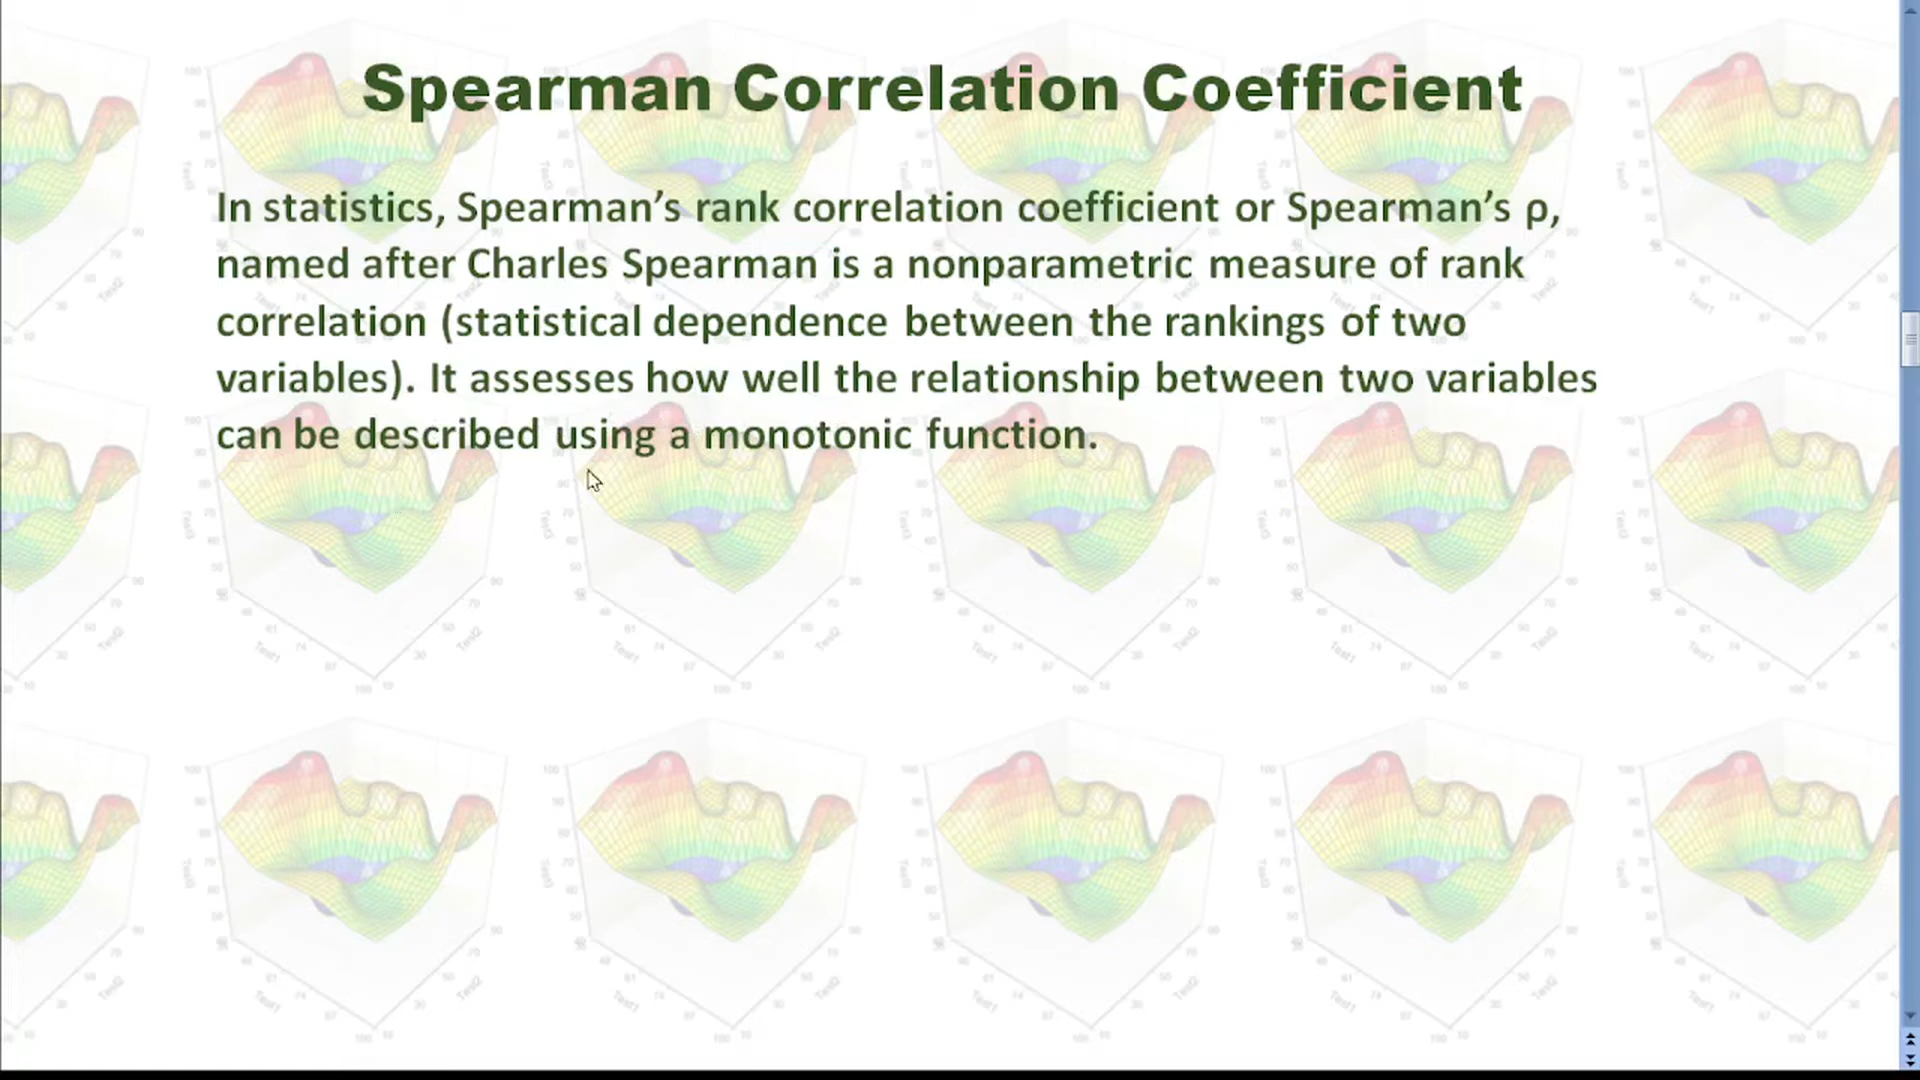 Spearman Correlation Coefficient
In statistics, Spearman’s rank correlation coefficient or Spearman’s ρ,
named after Charles Spearman is a nonparametric measure of rank
correlation (statistical dependence between the rankings of two
variables). It assesses how well the relationship between two variables
can be described using a monotonic function.